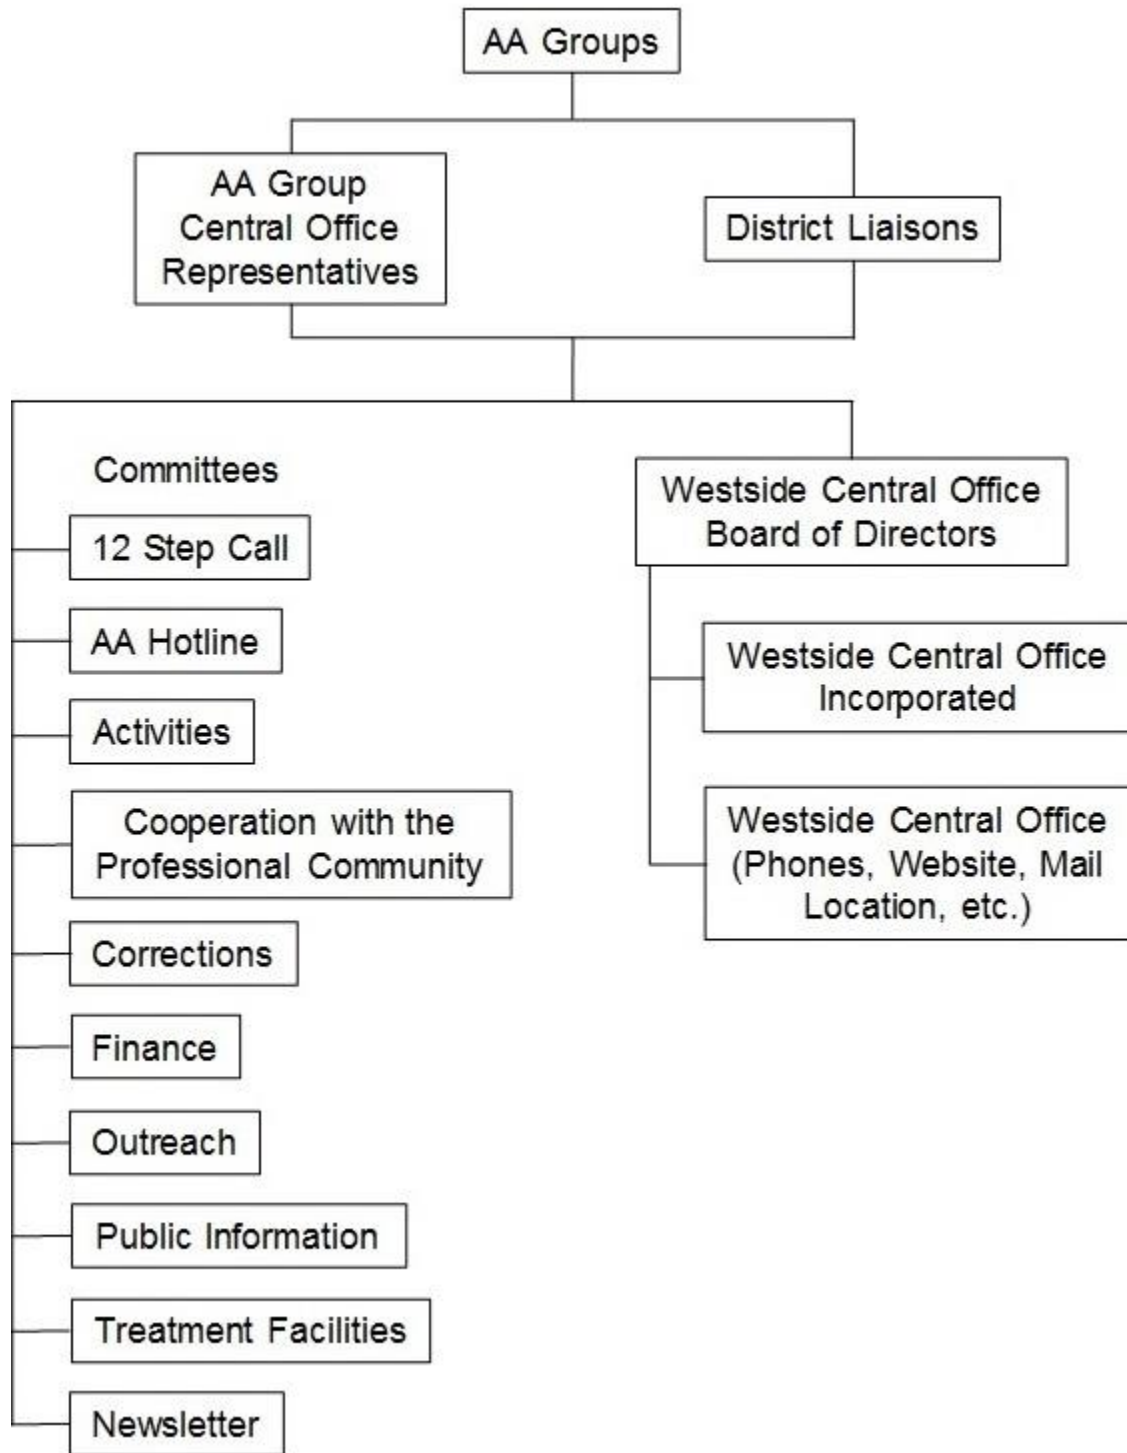 AA Groups
AA Group
Central Office
Representatives
District Liaisons
Committees
12 Step Call
AA Hotline
Activities
Cooperation with the
Professional Community
Corrections
Finance
Outreach
Public Information
Treatment Facilities
Newsletter
Westside Central Office
Board of Directors
Westside Central Office
Incorporated
Westside Central Office
(Phones, Website, Mail
Location, etc.)